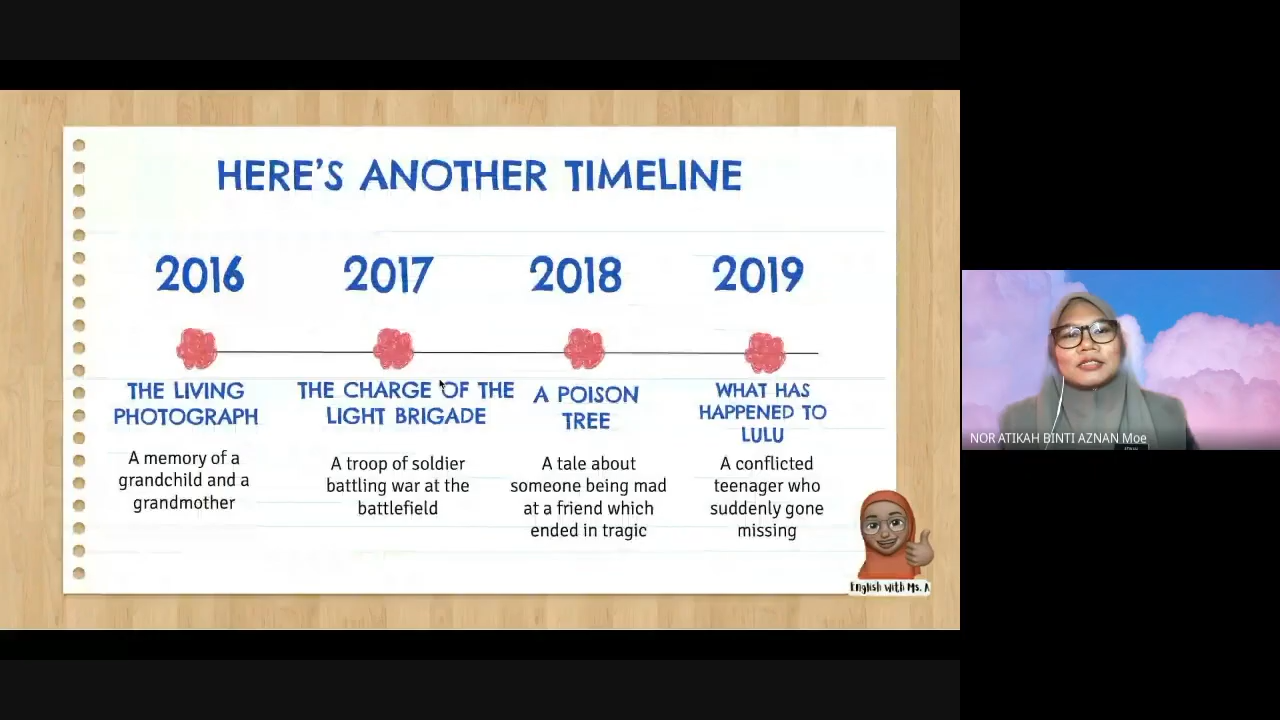 HERE'S ANOTHER TIMELINE
2016
2017
2018
2019
THE LIVING
PHOTOGRAPH
A memory of a
grandchild and a
grandmother
THE CHARGE OF THE
LIGHT BRIGADE
A troop of soldier
battling war at the
battlefield
A POISON
TREE
A tale about
someone being mad
at a friend which
ended in tragic
WHAT HAS
HAPPENED TO
LULU
A conflicted
teenager who
suddenly gone
missing
English with Ms. A
NOR ATIKAH BINTI AZNAN Moe